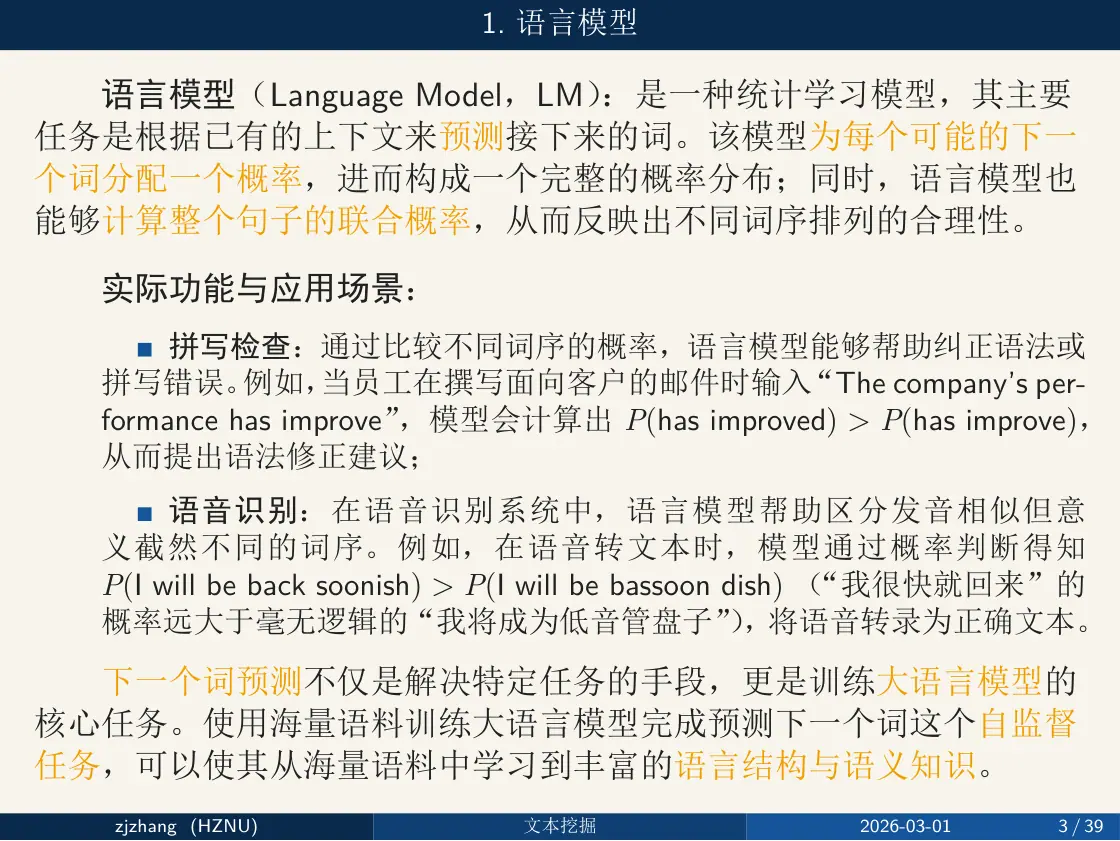 1. 语言模型
语言模型（Language Model，LM）：是一种统计学习模型，其主要
任务是根据已有的上下文来预测接下来的词。该模型为每个可能的下一
个词分配一个概率，进而构成一个完整的概率分布；同时，语言模型也
能够计算整个句子的联合概率，从而反映出不同词序排列的合理性。
实际功能与应用场景：
■ 拼写检查：通过比较不同词序的概率，语言模型能够帮助纠正语法或
拼写错误。例如，当员工在撰写面向客户的邮件时输入“The company’s per-
formance has improve”，模型会计算出 P(has improved) > P(has improve)，
从而提出语法修正建议；
■ 语音识别：在语音识别系统中，语言模型帮助区分发音相似但意
义截然不同的词序。例如，在语音转文本时，模型通过概率判断得知
P(I will be back soonish) > P(I will be bassoon dish) （“我很快就回来”的
概率远大于毫无逻辑的“我将成为低音管盘子”），将语音转录为正确文本。
下一个词预测不仅是解决特定任务的手段，更是训练大语言模型的
核心任务。使用海量语料训练大语言模型完成预测下一个词这个自监督
任务，可以使其从海量语料中学习到丰富的语言结构与语义知识。
zjzhang (HZNU) 文本挖掘 2026-03-01 3 / 39